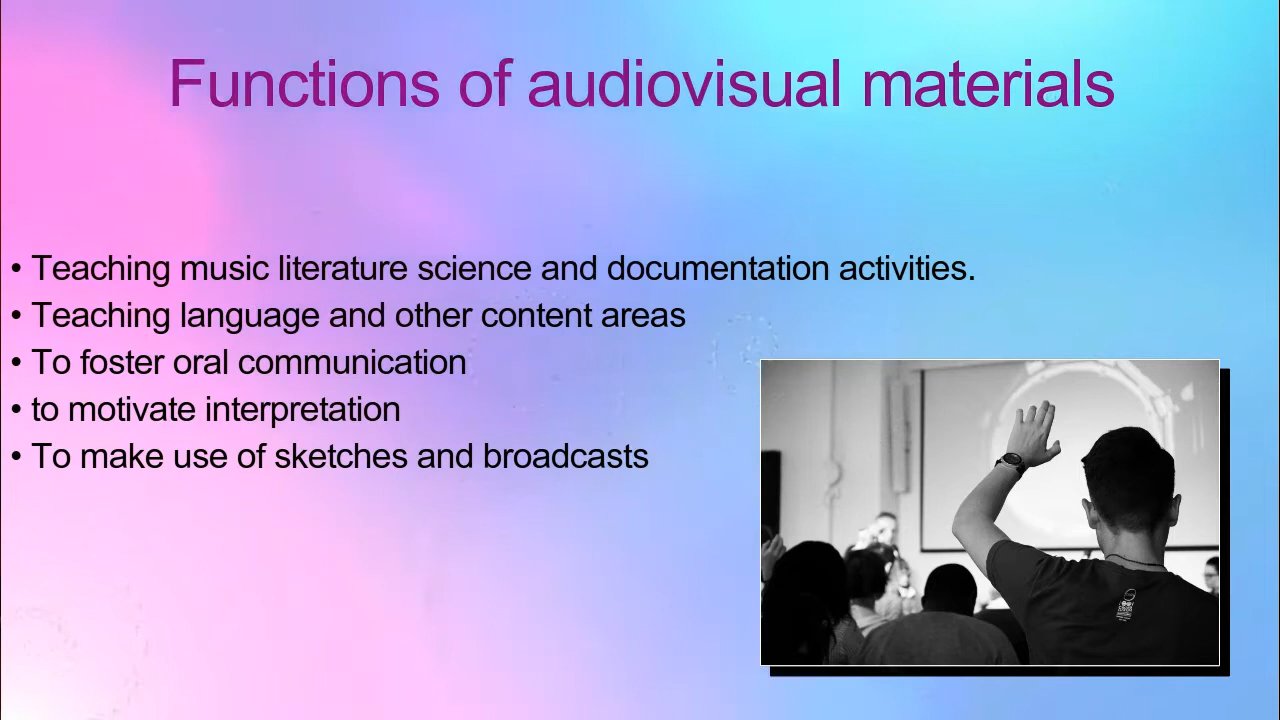 Functions of audiovisual materials
• Teaching music literature science and documentation activities.
• Teaching language and other content areas
• To foster oral communication
• to motivate interpretation
• To make use of sketches and broadcasts